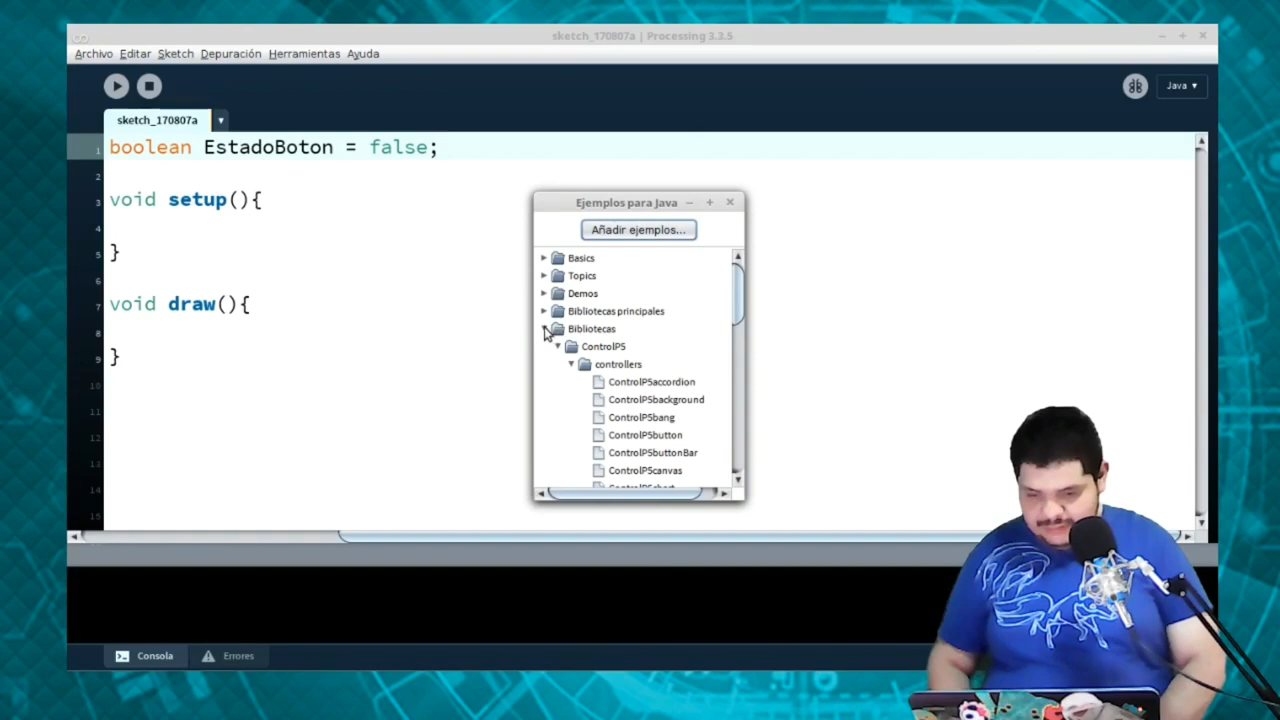 sketch_170807a | Processing 3.3.5
Archivo Editar Sketch Depuración Herramientas Ayuda
Java ▾
sketch_170807a
1 boolean EstadoBoton = false;
2
3 void setup(){
4
5 }
6
7 void draw(){
8
9 }
10
11
12
13
14
15
Ejemplos para Java
Añadir ejemplos...
Basics
Topics
Demos
Bibliotecas principales
Bibliotecas
ControlP5
controllers
ControlP5accordion
ControlP5background
ControlP5bang
ControlP5button
ControlP5buttonBar
ControlP5canvas
Consola Errores